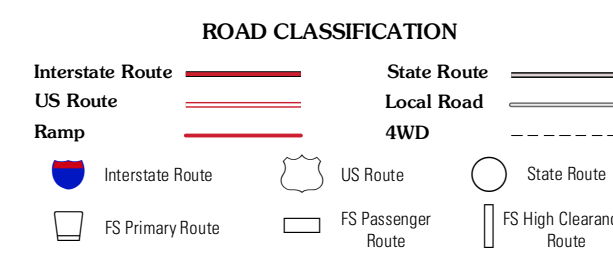 ROAD CLASSIFICATION
Interstate Route
State Route
US Route
Local Road
Ramp
4WD
Interstate Route
US Route
State Route
FS Primary Route
FS Passenger
Route
FS High Clearanc
Route